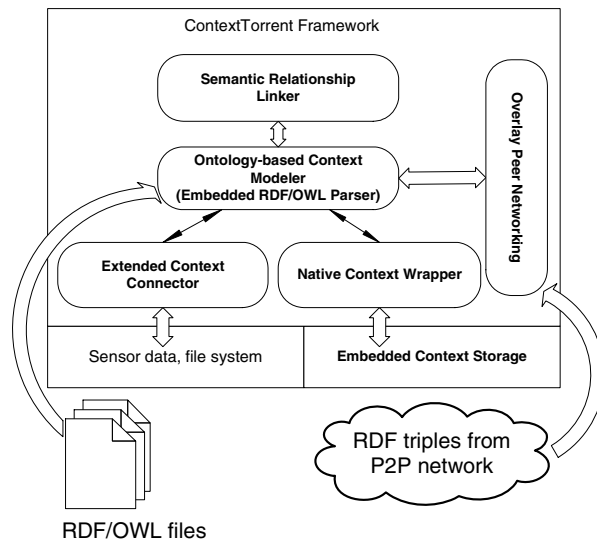 ContextTorrent Framework
Semantic Relationship
Linker
Overlay Peer Networking
Ontology-based Context
Modeler
(Embedded RDF/OWL Parser)
Extended Context
Connector
Native Context Wrapper
Sensor data, file system
Embedded Context Storage
RDF triples from
P2P network
RDF/OWL files